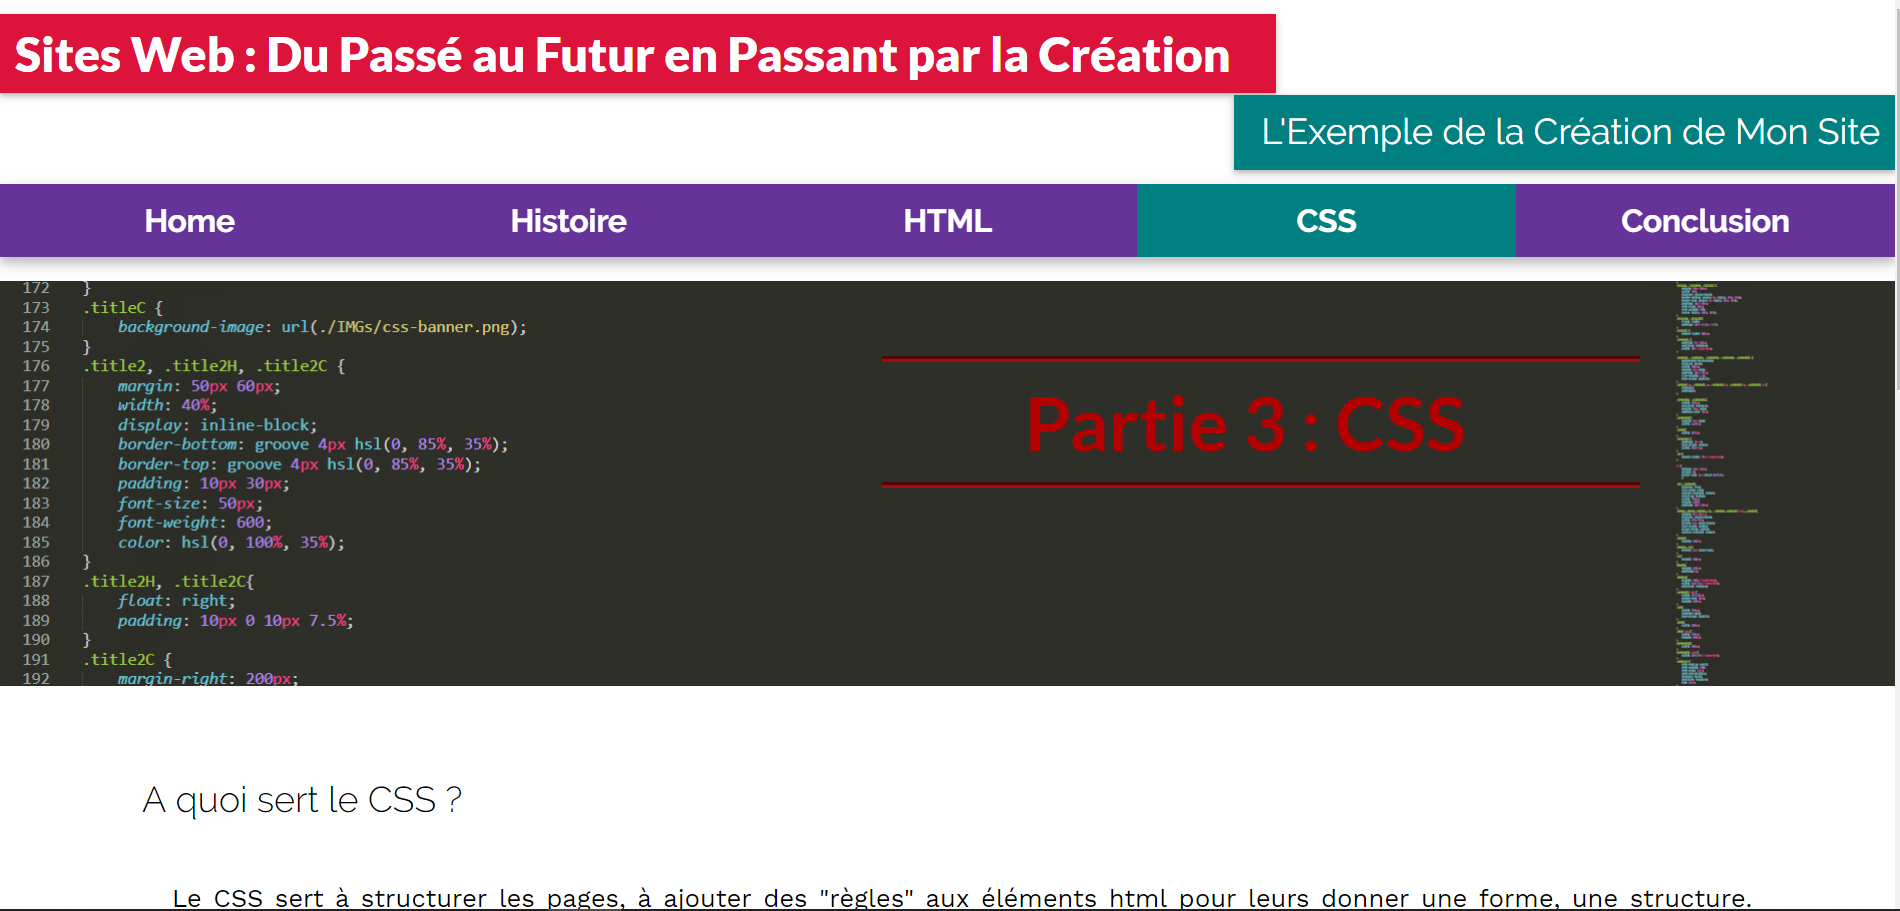 Sites Web : Du Passé au Futur en Passant par la Création
L'Exemple de la Création de Mon Site
Home Histoire HTML CSS Conclusion
172 }
173 .titleC {
174 background-image: url(./IMGs/css-banner.png);
175 }
176 .title2, .title2H, .title2C {
177 margin: 50px 60px;
178 width: 40%;
179 display: inline-block;
180 border-bottom: groove 4px hsl(0, 85%, 35%);
181 border-top: groove 4px hsl(0, 85%, 35%);
182 padding: 10px 30px;
183 font-size: 50px;
184 font-weight: 600;
185 color: hsl(0, 100%, 35%);
186 }
187 .title2H, .title2C{
188 float: right;
189 padding: 10px 0 10px 7.5%;
190 }
191 .title2C {
192 margin-right: 200px;
Partie 3 : CSS
A quoi sert le CSS ?
Le CSS sert à structurer les pages, à ajouter des "règles" aux éléments html pour leurs donner une forme, une structure.